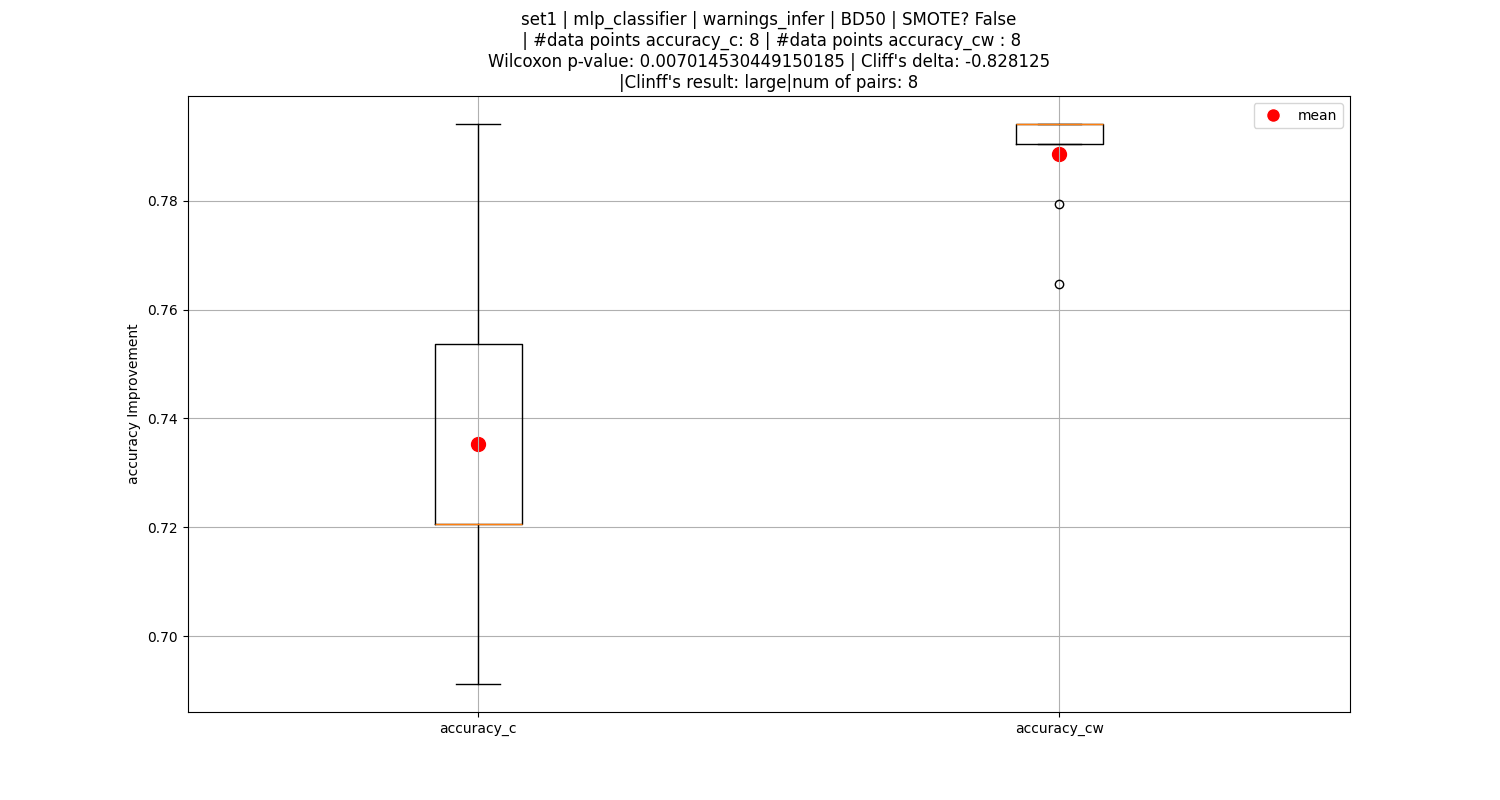 set1 | mlp_classifier | warnings_infer | BD50 | SMOTE? False
| #data points accuracy_c: 8 | #data points accuracy_cw : 8
Wilcoxon p-value: 0.007014530449150185 | Cliff's delta: -0.828125
|Clinff's result: large|num of pairs: 8
mean
0.78
0.76
0.74
0.72
0.70
accuracy Improvement
accuracy_c
accuracy_cw